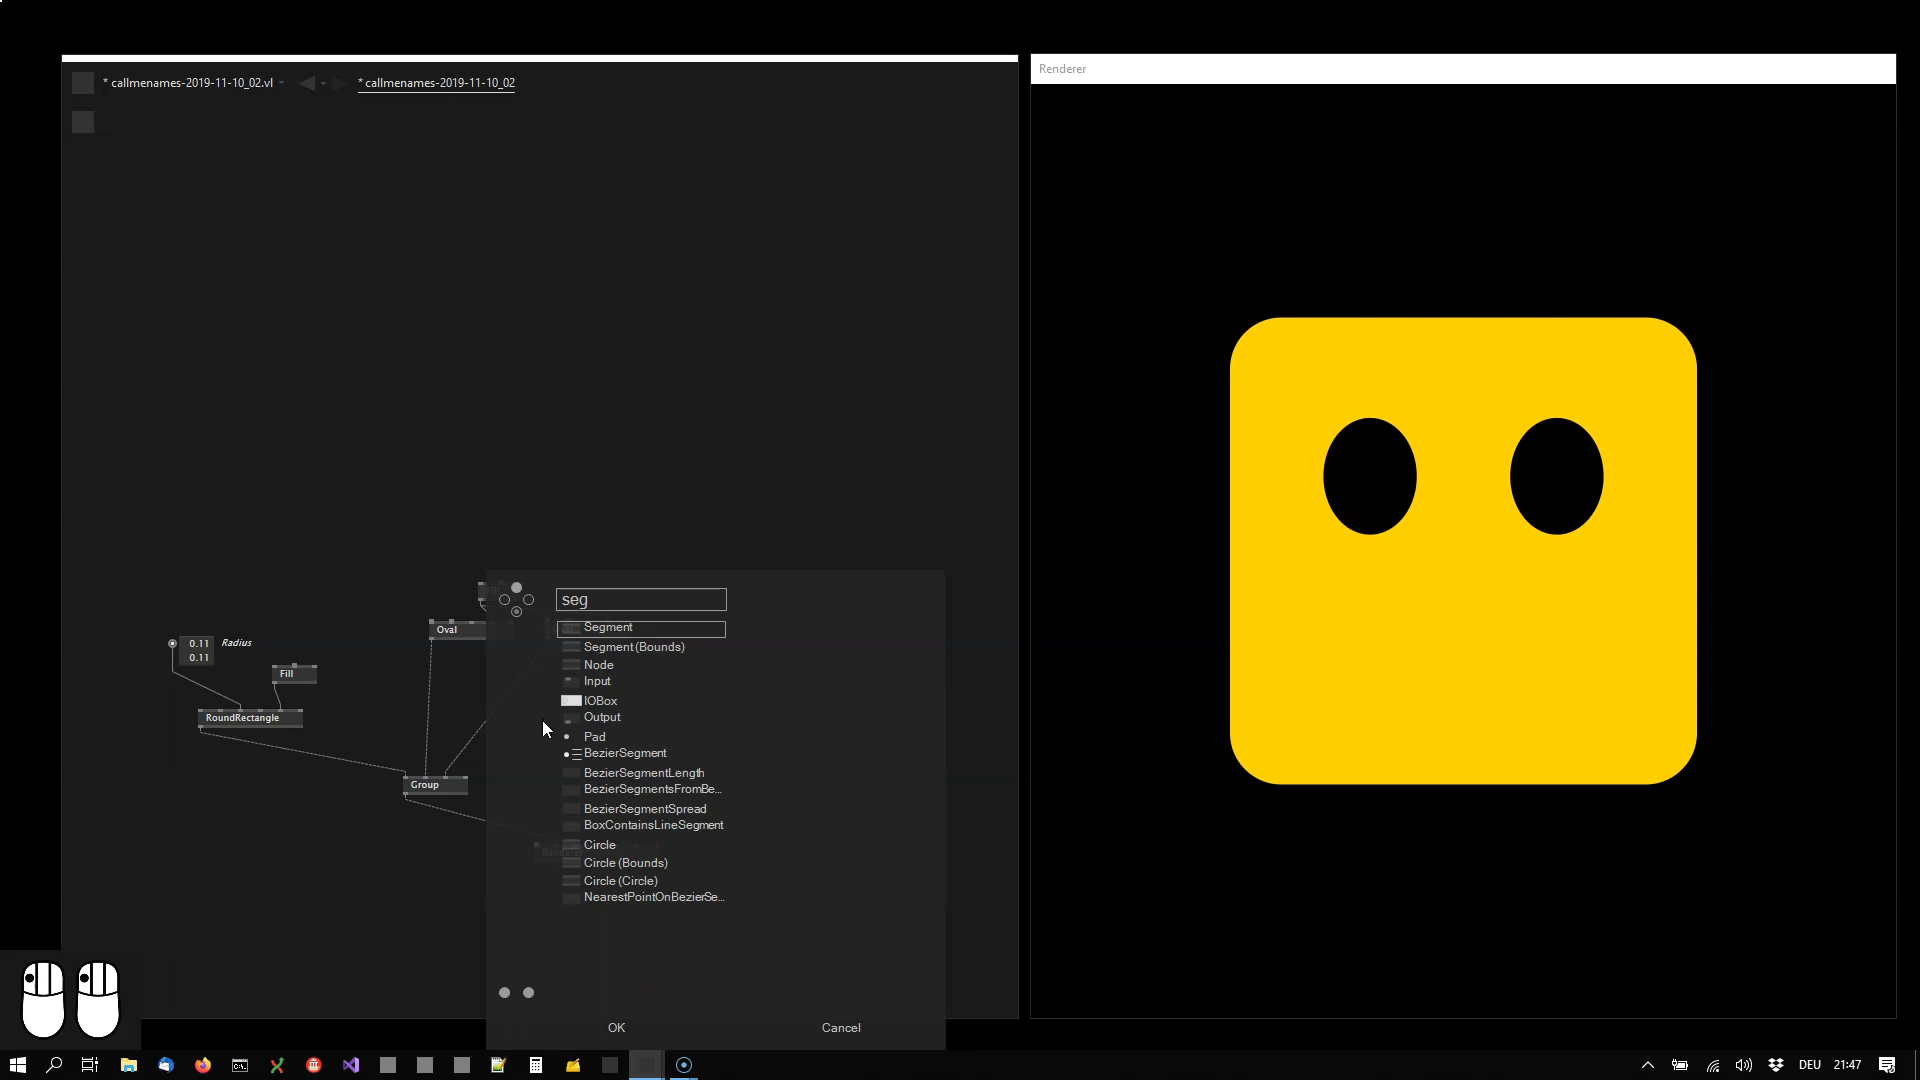 * callmenames-2019-11-10_02.vl
* callmenames-2019-11-10_02
Renderer
seg
Segment
Segment (Bounds)
Node
Input
IOBox
Output
Pad
BezierSegment
BezierSegmentLength
BezierSegmentsFromBe...
BezierSegmentSpread
BoxContainsLineSegment
Circle
Circle (Bounds)
Circle (Circle)
NearestPointOnBezierSe...
OK
Cancel
Oval
0.11
0.11
Radius
Fill
RoundRectangle
Group
DEU
21:47